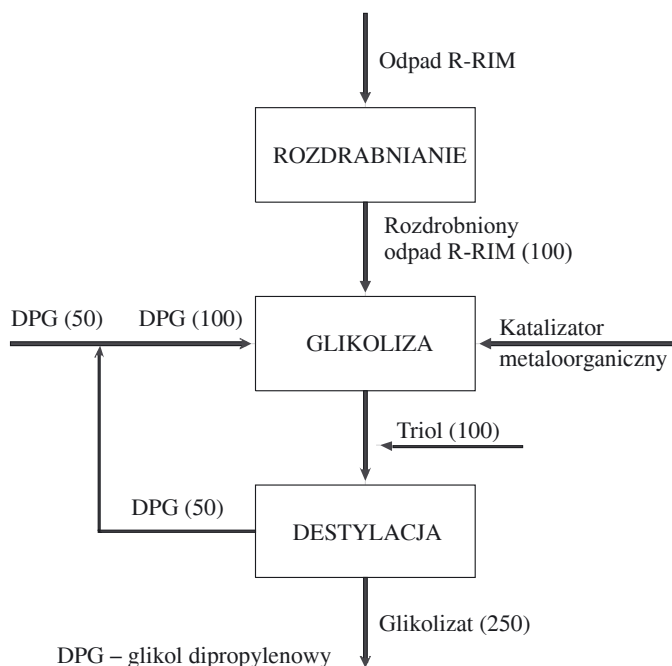 Odpad R-RIM
ROZDRABNIANIE
Rozdrobniony
odpad R-RIM (100)
DPG (50)
DPG (100)
GLIKOLIZA
Katalizator
metaloorganiczny
Triol (100)
DPG (50)
DESTYLACJA
Glikolizat (250)
DPG – glikol dipropylenowy